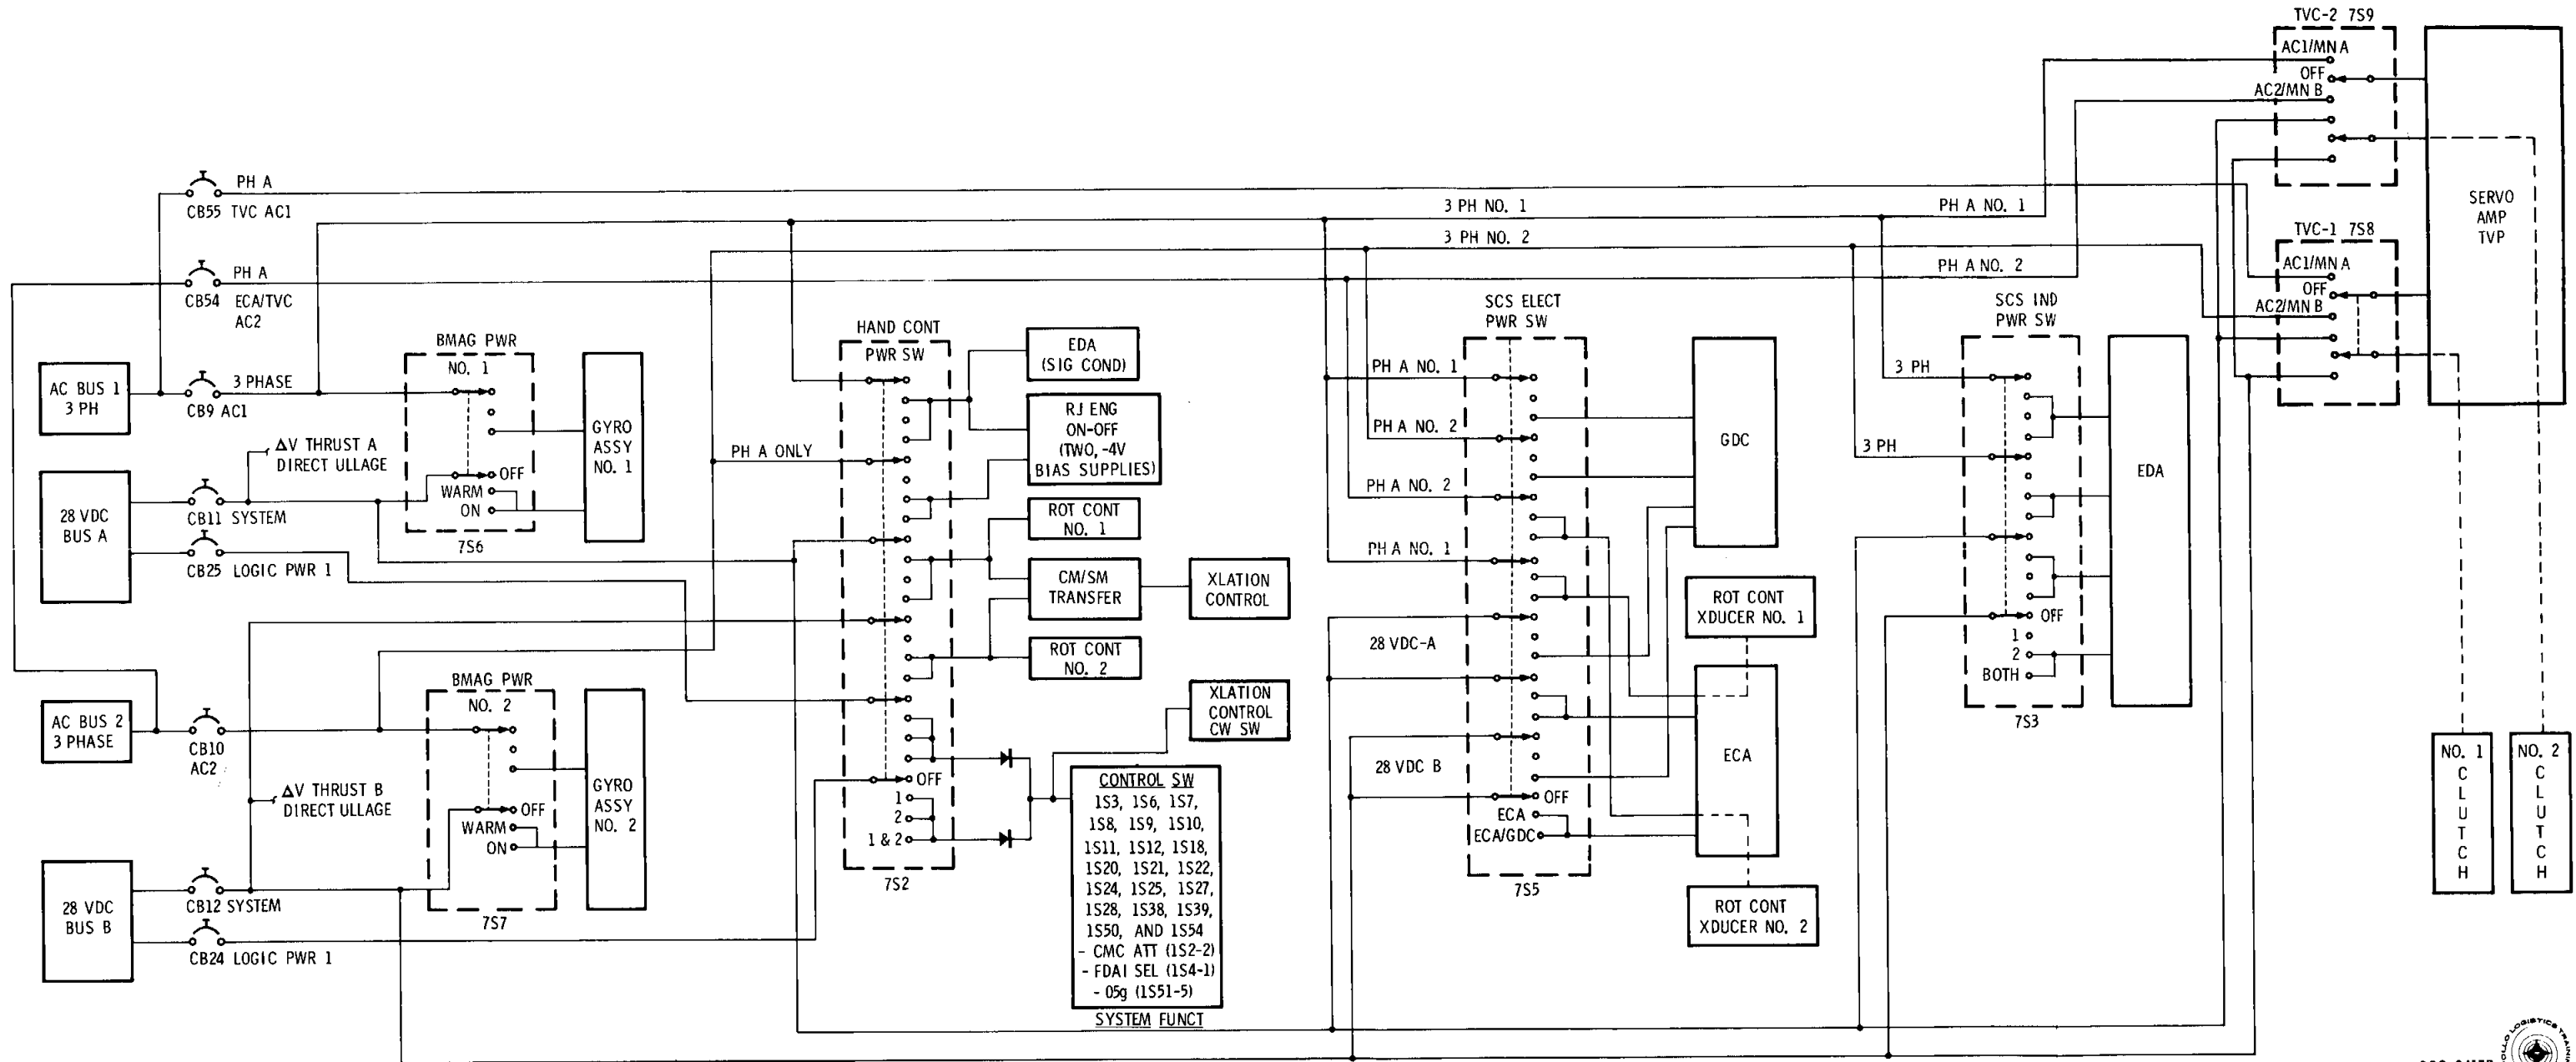 TVC-2 7S9
AC1/MN A
OFF
AC2/MN B
SERVO
AMP
TVP
PH A
CB55 TVC AC1
3 PH NO. 1
PH A NO. 1
3 PH NO. 2
TVC-1 7S8
AC1/MN A
OFF
AC2/MN B
PH A
CB54 ECA/TVC
AC2
PH A NO. 2
BMAG PWR
NO. 1
HAND CONT
PWR SW
EDA
(SIG COND)
SCS ELECT
PWR SW
SCS IND
PWR SW
AC BUS 1
3 PH
3 PHASE
CB9 AC1
GYRO
ASSY
NO. 1
RJ ENG
ON-OFF
(TWO, -4V
BIAS SUPPLIES)
PH A NO. 1
PH A NO. 2
PH A NO. 2
PH A NO. 1
GDC
3 PH
3 PH
EDA
ΔV THRUST A
DIRECT ULLAGE
PH A ONLY
28 VDC
BUS A
CB11 SYSTEM
OFF
WARM
ON
7S6
CB25 LOGIC PWR 1
ROT CONT
NO. 1
CM/SM
TRANSFER
XLATION
CONTROL
ROT CONT
NO. 2
ROT CONT
XDUCER NO. 1
28 VDC-A
OFF
1
2
BOTH
7S3
BMAG PWR
NO. 2
XLATION
CONTROL
CW SW
AC BUS 2
3 PHASE
CB10
AC2
GYRO
ASSY
NO. 2
ΔV THRUST B
DIRECT ULLAGE
OFF
WARM
ON
7S7
OFF
1
2
1 & 2
7S2
CONTROL SW
1S3, 1S6, 1S7,
1S8, 1S9, 1S10,
1S11, 1S12, 1S18,
1S20, 1S21, 1S22,
1S24, 1S25, 1S27,
1S28, 1S38, 1S39,
1S50, AND 1S54
- CMC ATT (1S2-2)
- FDAI SEL (1S4-1)
- 05g (1S51-5)
SYSTEM FUNCT
28 VDC B
OFF
ECA
ECA/GDC
7S5
ECA
ROT CONT
XDUCER NO. 2
NO. 1
CLUTCH
NO. 2
CLUTCH
28 VDC
BUS B
CB12 SYSTEM
CB24 LOGIC PWR 1